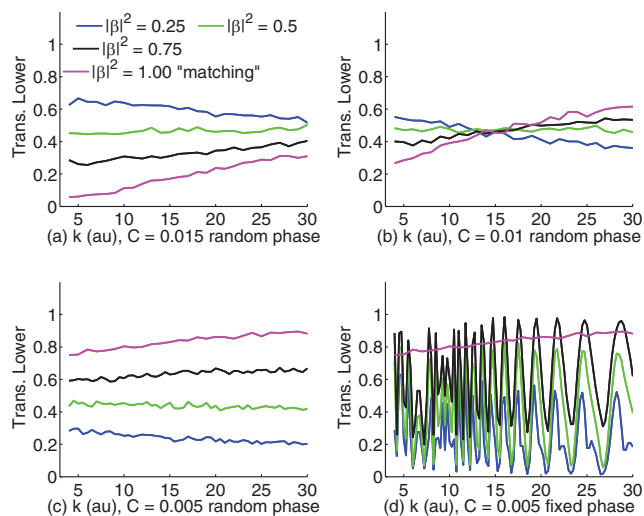 |β|² = 0.25 |β|² = 0.5
|β|² = 0.75
|β|² = 1.00 "matching"
Trans. Lower
1
0.8
0.6
0.4
0.2
0
5 10 15 20 25 30
(a) k (au), C = 0.015 random phase
Trans. Lower
1
0.8
0.6
0.4
0.2
0
5 10 15 20 25 30
(b) k (au), C = 0.01 random phase
Trans. Lower
1
0.8
0.6
0.4
0.2
0
5 10 15 20 25 30
(c) k (au), C = 0.005 random phase
Trans. Lower
1
0.8
0.6
0.4
0.2
0
5 10 15 20 25 30
(d) k (au), C = 0.005 fixed phase